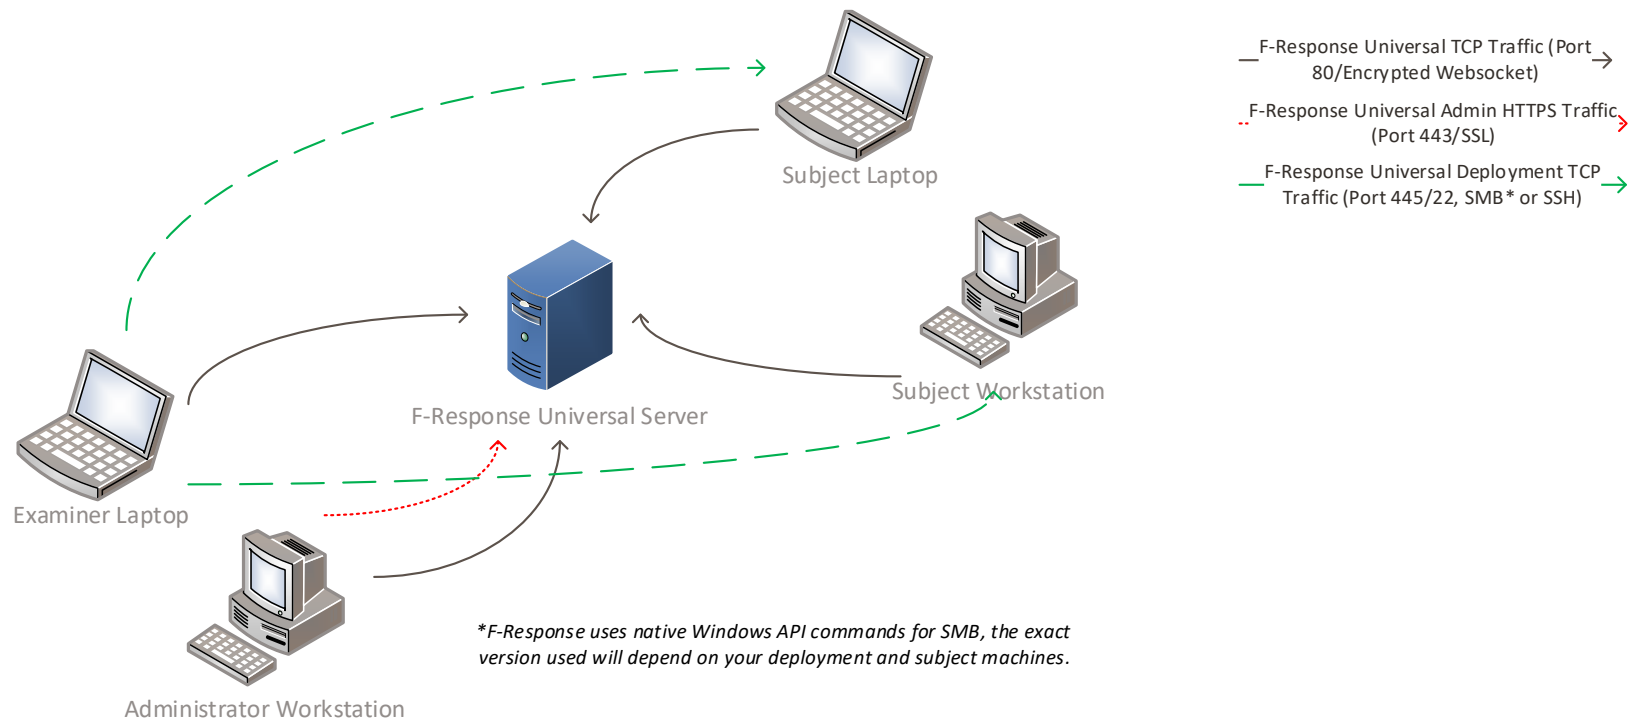 F-Response Universal TCP Traffic (Port
80/Encrypted Websocket)
F-Response Universal Admin HTTPS Traffic
(Port 443/SSL)
F-Response Universal Deployment TCP
Traffic (Port 445/22, SMB* or SSH)
Subject Laptop
Subject Workstation
F-Response Universal Server
Examiner Laptop
Administrator Workstation
*F-Response uses native Windows API commands for SMB, the exact
version used will depend on your deployment and subject machines.